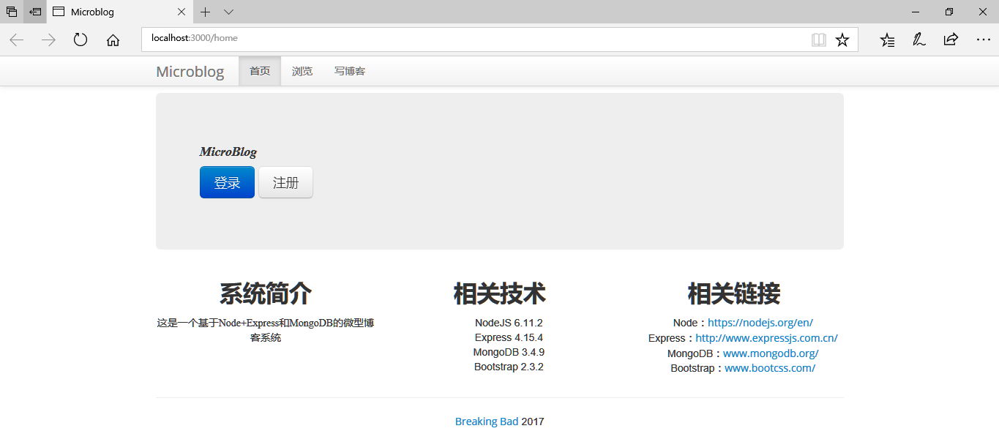 Microblog
localhost:3000/home
Microblog 首页 浏览 写博客
MicroBlog
登录 注册
系统简介
这是一个基于Node+Express和MongoDB的微型博
客系统
相关技术
NodeJS 6.11.2
Express 4.15.4
MongoDB 3.4.9
Bootstrap 2.3.2
相关链接
Node：https://nodejs.org/en/
Express：http://www.expressjs.com.cn/
MongoDB：www.mongodb.org/
Bootstrap：www.bootcss.com/
Breaking Bad 2017